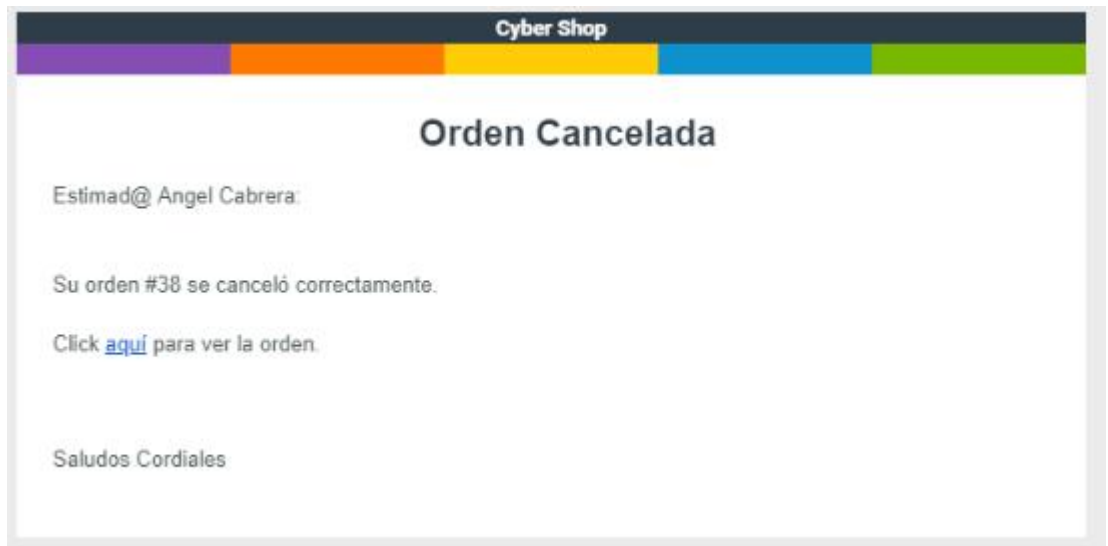 Cyber Shop
Orden Cancelada
Estimad@ Angel Cabrera:
Su orden #38 se canceló correctamente.
Click aquí para ver la orden.
Saludos Cordiales